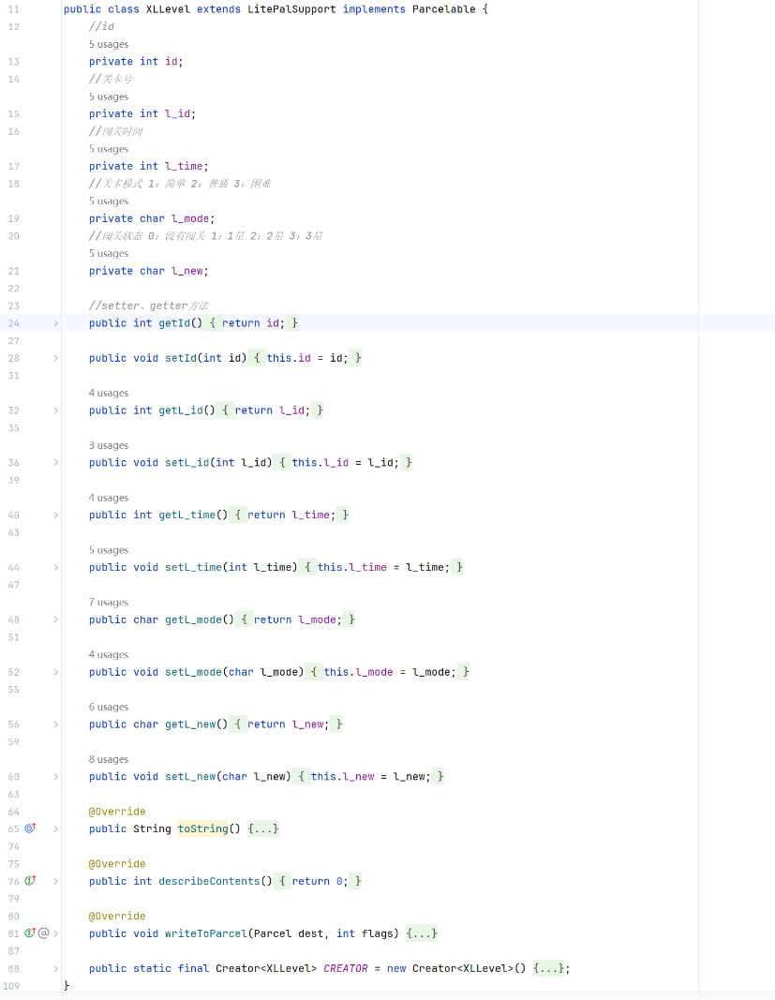 11 public class XLLevel extends LitePalSupport implements Parcelable {
12 //id
5 usages
13 private int id;
14 //关卡号
5 usages
15 private int l_id;
16 //闯关时间
5 usages
17 private int l_time;
18 //关卡模式 1：简单 2：普通 3：困难
5 usages
19 private char l_mode;
20 //闯关状态 0：没有闯关 1：1星 2：2星 3：3星
5 usages
21 private char l_new;
22
23 //setter、getter方法
24 public int getId() { return id; }
27
28 public void setId(int id) { this.id = id; }
31
4 usages
32 public int getL_id() { return l_id; }
35
3 usages
36 public void setL_id(int l_id) { this.l_id = l_id; }
39
4 usages
40 public int getL_time() { return l_time; }
43
5 usages
44 public void setL_time(int l_time) { this.l_time = l_time; }
47
7 usages
48 public char getL_mode() { return l_mode; }
51
4 usages
52 public void setL_mode(char l_mode) { this.l_mode = l_mode; }
55
6 usages
56 public char getL_new() { return l_new; }
59
8 usages
60 public void setL_new(char l_new) { this.l_new = l_new; }
63
64 @Override
65 public String toString() {...}
74
75 @Override
76 public int describeContents() { return 0; }
79
80 @Override
81 @ public void writeToParcel(Parcel dest, int flags) {...}
87
88 public static final Creator<XLLevel> CREATOR = new Creator<XLLevel>() {...};
109 }